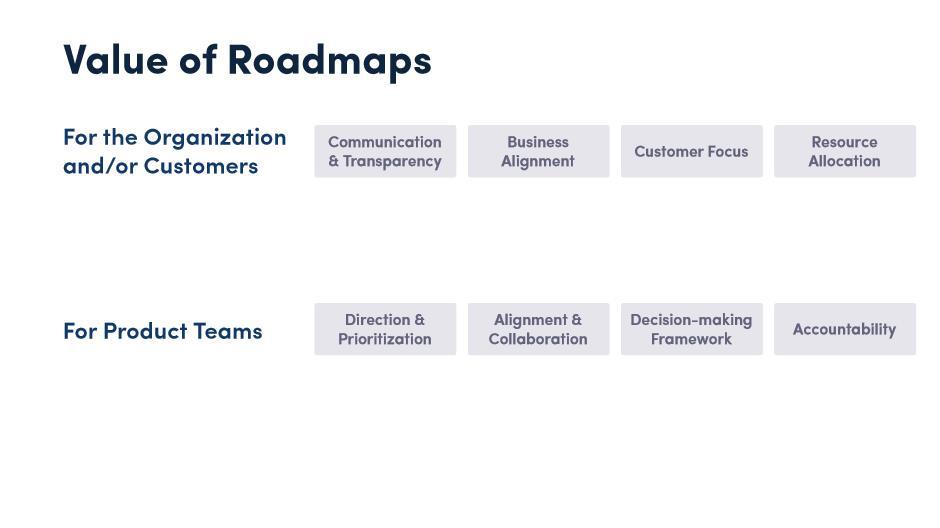 Value of Roadmaps
For the Organization
and/or Customers
Communication
& Transparency
Business
Alignment
Customer Focus
Resource
Allocation
For Product Teams
Direction &
Prioritization
Alignment &
Collaboration
Decision-making
Framework
Accountability